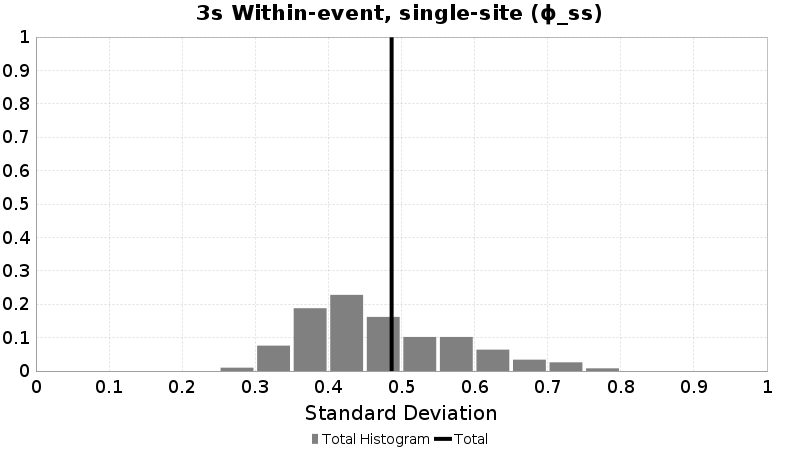 3s Within-event, single-site (ϕ_ss)
1
0.9
0.8
0.7
0.6
0.5
0.4
0.3
0.2
0.1
0
0 0.1 0.2 0.3 0.4 0.5 0.6 0.7 0.8 0.9 1
Standard Deviation
Total Histogram Total